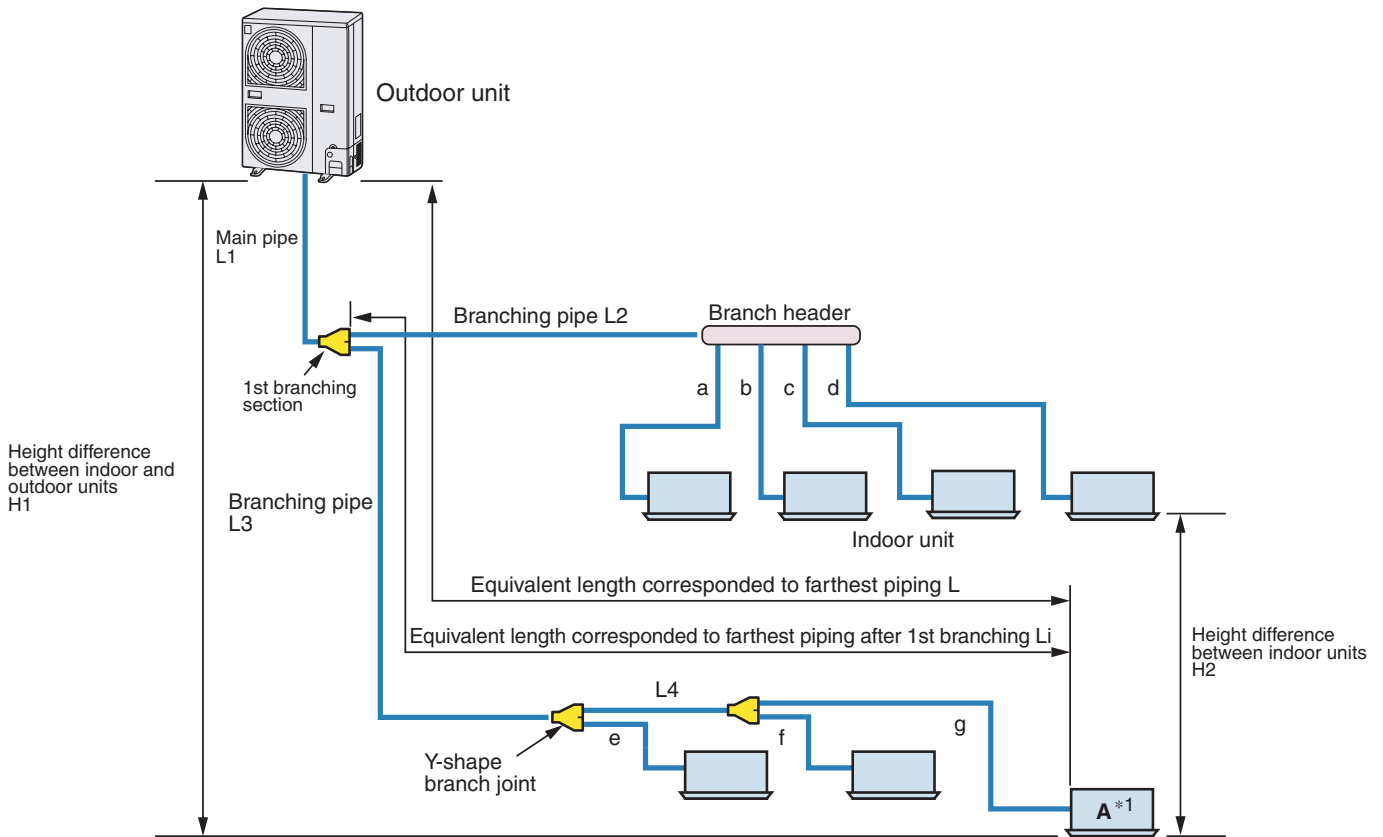 Outdoor unit
Main pipe
L1
Branching pipe L2
Branch header
1st branching
section
a
b
c
d
Height difference
between indoor and
outdoor units
H1
Branching pipe
L3
Indoor unit
Equivalent length corresponded to farthest piping L
Equivalent length corresponded to farthest piping after 1st branching Li
Height difference
between indoor units
H2
L4
e
f
g
Y-shape
branch joint
A*1